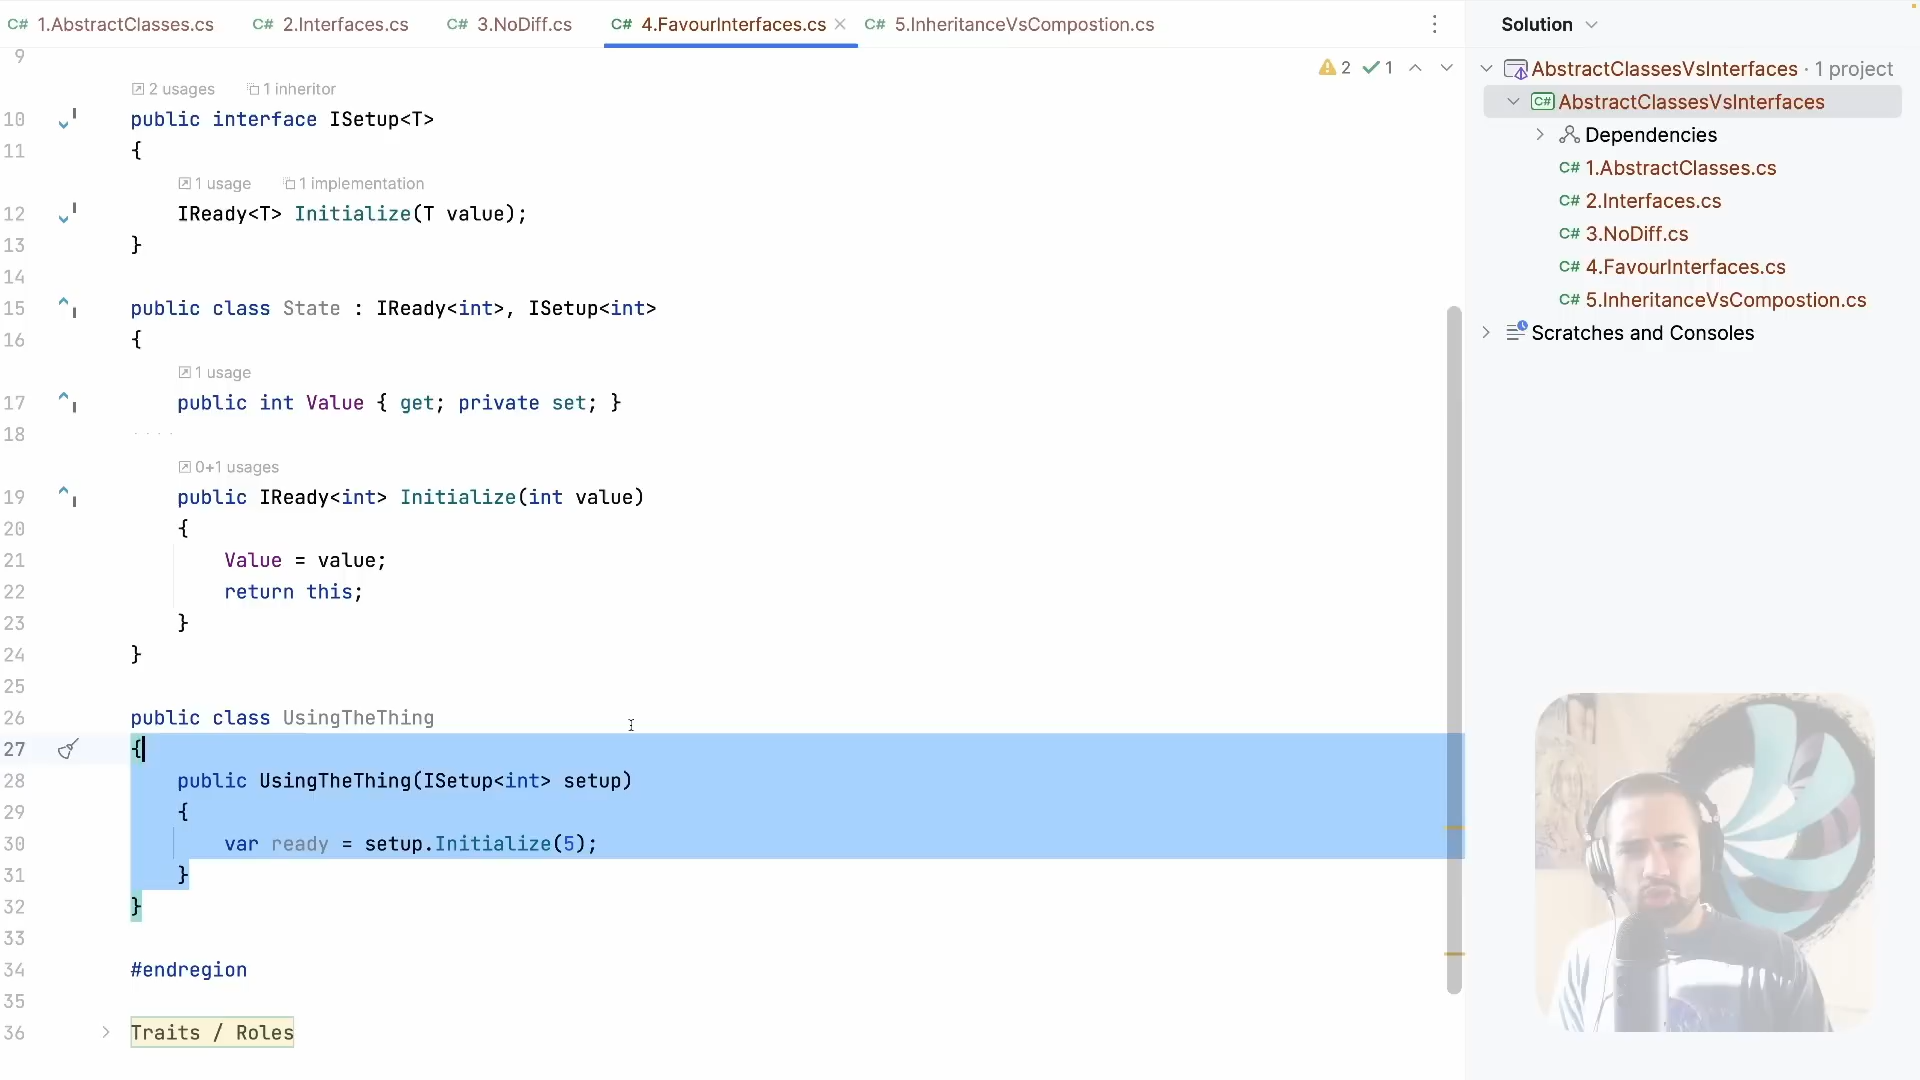 C# 1.AbstractClasses.cs C# 2.Interfaces.cs C# 3.NoDiff.cs C# 4.FavourInterfaces.cs C# 5.InheritanceVsCompostion.cs
2 1
9
2 usages 1 inheritor
10 public interface ISetup<T>
11 {
1 usage 1 implementation
12 IReady<T> Initialize(T value);
13 }
14
15 public class State : IReady<int>, ISetup<int>
16 {
1 usage
17 public int Value { get; private set; }
18
0+1 usages
19 public IReady<int> Initialize(int value)
20 {
21 Value = value;
22 return this;
23 }
24 }
25
26 public class UsingTheThing
27 {
28 public UsingTheThing(ISetup<int> setup)
29 {
30 var ready = setup.Initialize(5);
31 }
32 }
33
34 #endregion
35
36 Traits / Roles
Solution
AbstractClassesVsInterfaces · 1 project
C# AbstractClassesVsInterfaces
Dependencies
C# 1.AbstractClasses.cs
C# 2.Interfaces.cs
C# 3.NoDiff.cs
C# 4.FavourInterfaces.cs
C# 5.InheritanceVsCompostion.cs
Scratches and Consoles